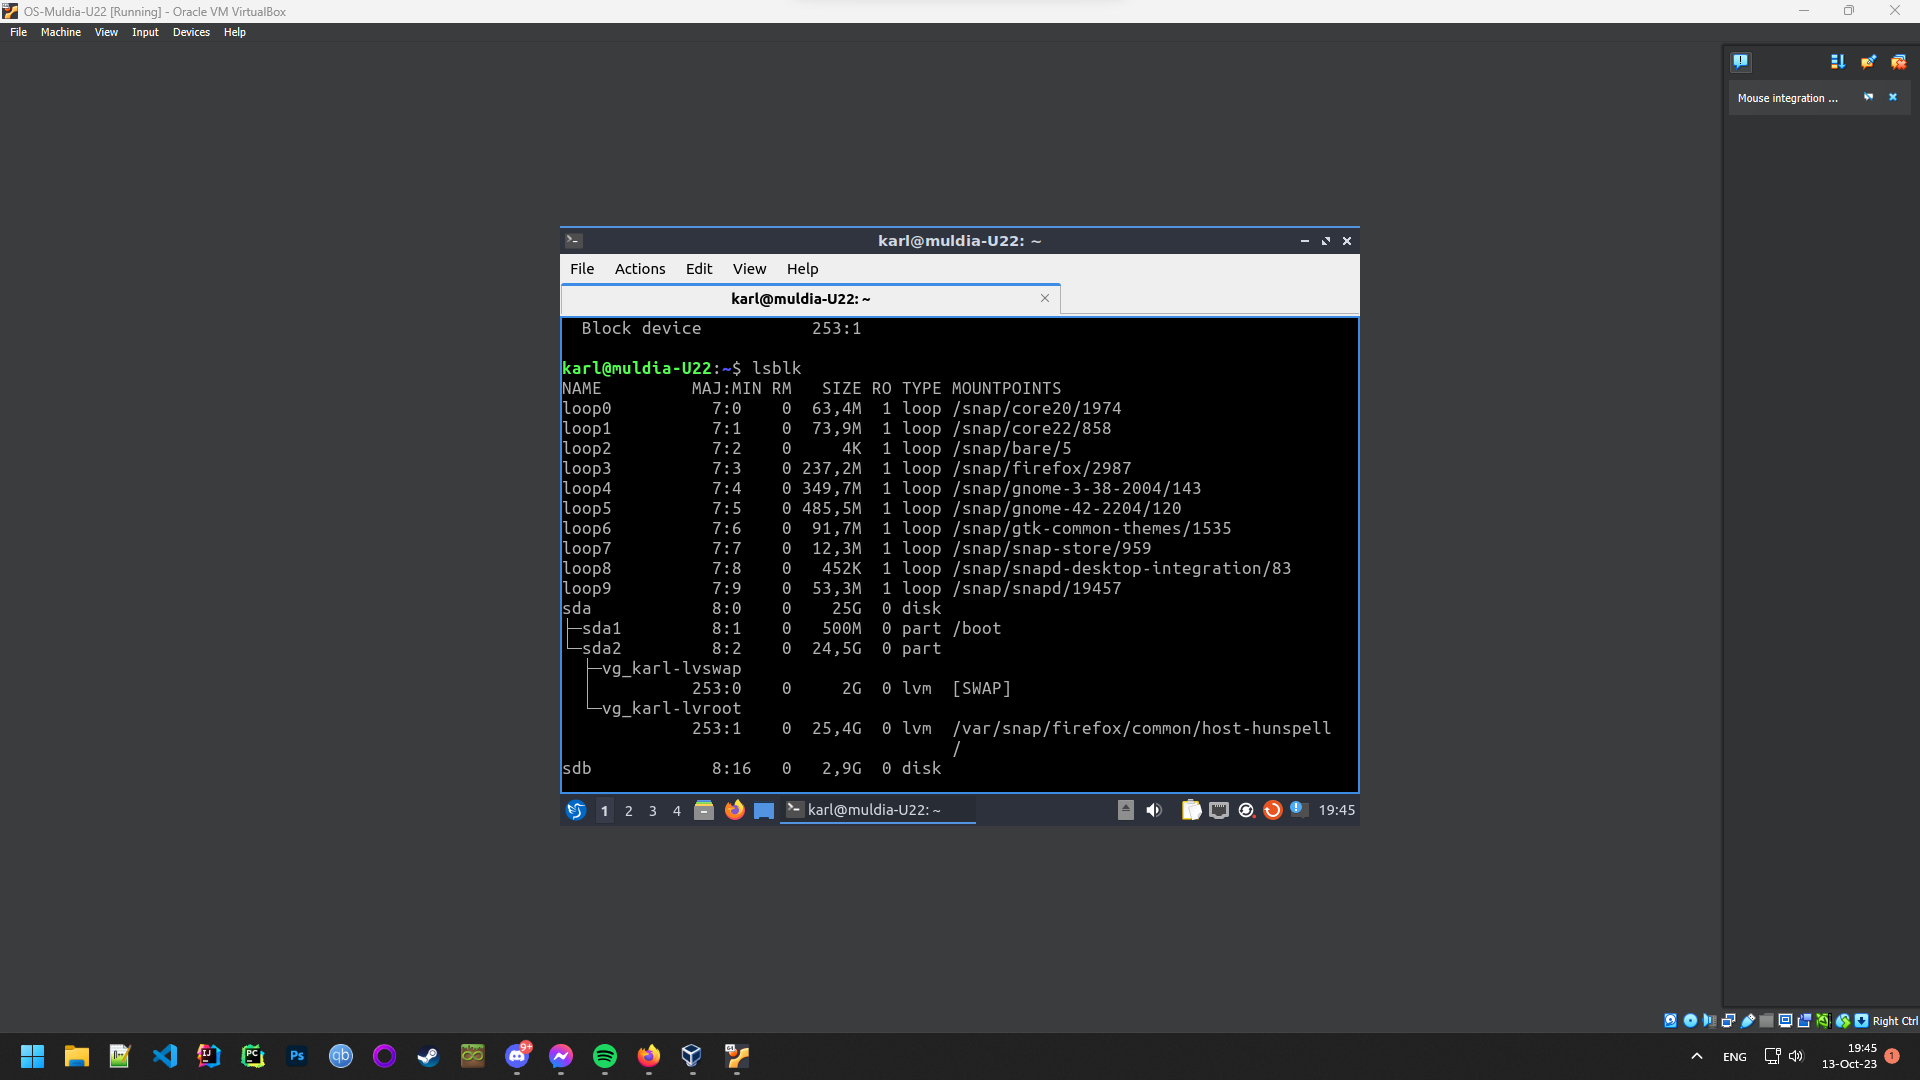 OS-Muldia-U22 [Running] - Oracle VM VirtualBox
File Machine View Input Devices Help
Mouse integration ...
karl@muldia-U22: ~
File Actions Edit View Help
karl@muldia-U22: ~
Block device 253:1
karl@muldia-U22:~$ lsblk
NAME MAJ:MIN RM SIZE RO TYPE MOUNTPOINTS
loop0 7:0 0 63,4M 1 loop /snap/core20/1974
loop1 7:1 0 73,9M 1 loop /snap/core22/858
loop2 7:2 0 4K 1 loop /snap/bare/5
loop3 7:3 0 237,2M 1 loop /snap/firefox/2987
loop4 7:4 0 349,7M 1 loop /snap/gnome-3-38-2004/143
loop5 7:5 0 485,5M 1 loop /snap/gnome-42-2204/120
loop6 7:6 0 91,7M 1 loop /snap/gtk-common-themes/1535
loop7 7:7 0 12,3M 1 loop /snap/snap-store/959
loop8 7:8 0 452K 1 loop /snap/snapd-desktop-integration/83
loop9 7:9 0 53,3M 1 loop /snap/snapd/19457
sda 8:0 0 25G 0 disk
├─sda1 8:1 0 500M 0 part /boot
└─sda2 8:2 0 24,5G 0 part
├─vg_karl-lvswap
253:0 0 2G 0 lvm [SWAP]
└─vg_karl-lvroot
253:1 0 25,4G 0 lvm /var/snap/firefox/common/host-hunspell
/
sdb 8:16 0 2,9G 0 disk
1 2 3 4 karl@muldia-U22: ~ 19:45
Right Ctrl
IJ PC Ps qb 9+ ENG 19:45 1
13-Oct-23